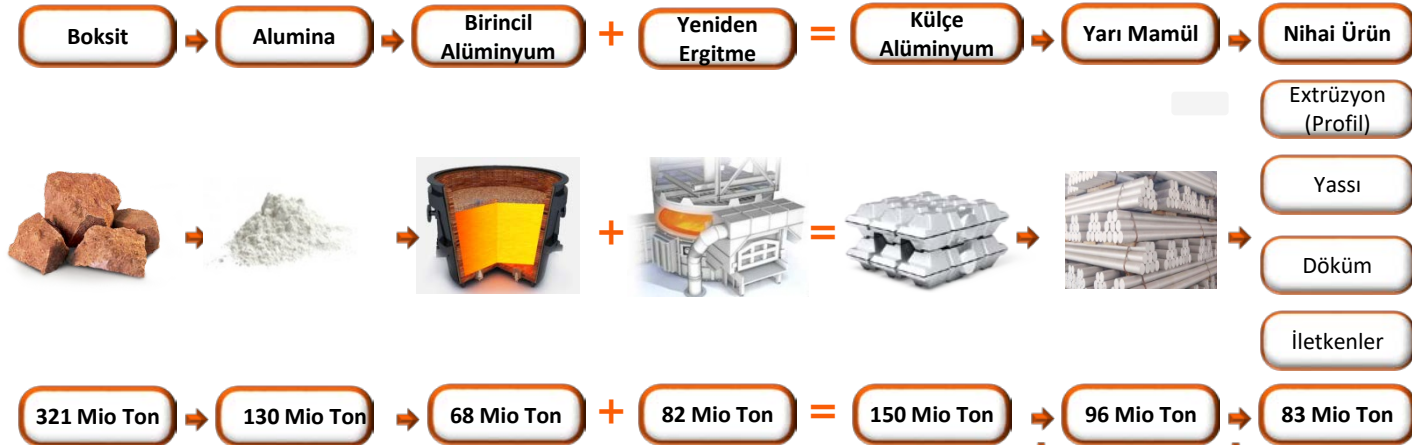 Boksit
Alumina
Birincil
Alüminyum
+
Yeniden
Ergitme
=
Külçe
Alüminyum
Yarı Mamül
Nihai Ürün
Extrüzyon
(Profil)
Yassı
Döküm
İletkenler
+
=
321 Mio Ton
130 Mio Ton
68 Mio Ton
+
82 Mio Ton
=
150 Mio Ton
96 Mio Ton
83 Mio Ton